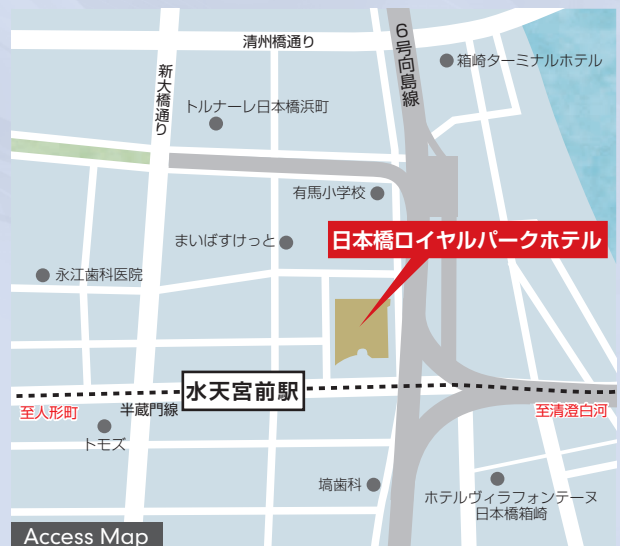 清州橋通り
6号向島線
箱崎ターミナルホテル
新大橋通り
トルナーレ日本橋浜町
有馬小学校
まいばすけっと
日本橋ロイヤルパークホテル
永江歯科医院
水天宮前駅
至人形町
半蔵門線
至清澄白河
トモズ
塙歯科
ホテルヴィラフォンテーヌ
日本橋箱崎
Access Map